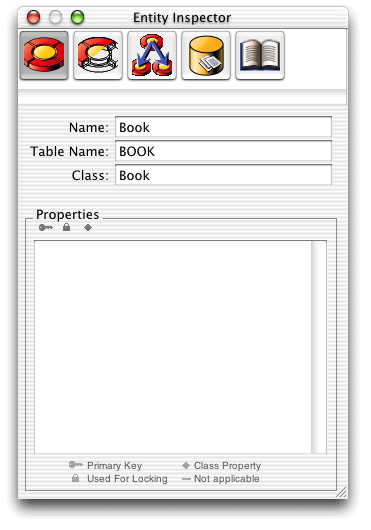 Entity Inspector
Name: Book
Table Name: BOOK
Class: Book
Properties
Primary Key Class Property
Used For Locking Not applicable